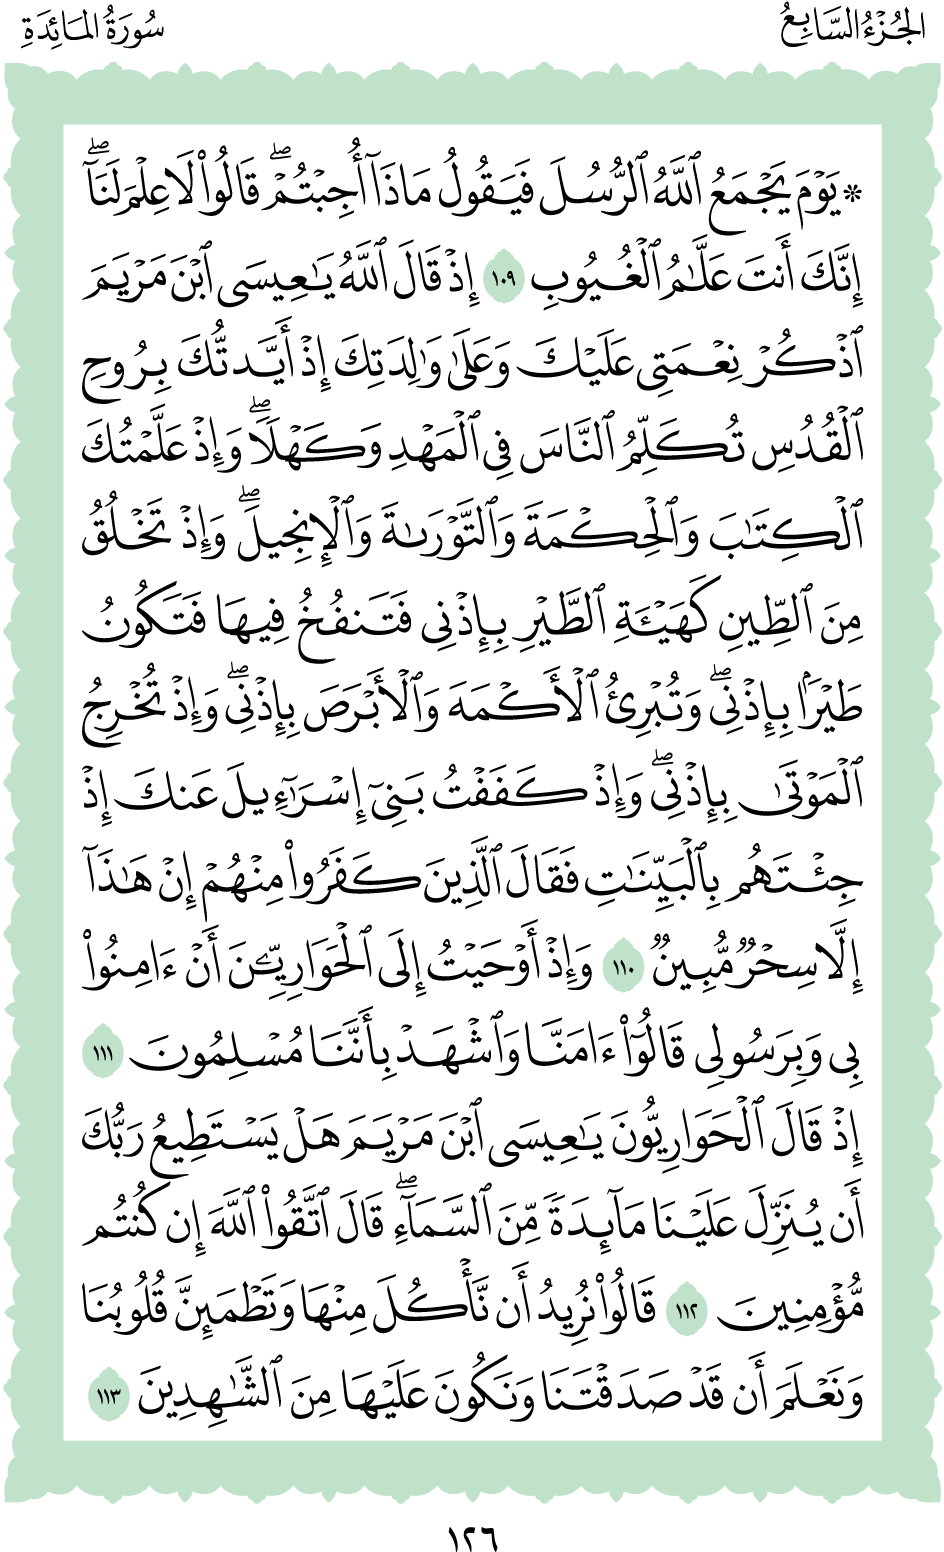 الجُزْءُ السَّابِعُ
سُورَةُ المَائِدَةِ
۞ يَوْمَ يَجْمَعُ ٱللَّهُ ٱلرُّسُلَ فَيَقُولُ مَاذَآ أُجِبْتُمْۖ قَالُوا۟ لَا عِلْمَ لَنَآۖ
إِنَّكَ أَنتَ عَلَّـٰمُ ٱلْغُيُوبِ ١٠٩ إِذْ قَالَ ٱللَّهُ يَـٰعِيسَى ٱبْنَ مَرْيَمَ
ٱذْكُرْ نِعْمَتِى عَلَيْكَ وَعَلَىٰ وَٰلِدَتِكَ إِذْ أَيَّدتُّكَ بِرُوحِ
ٱلْقُدُسِ تُكَلِّمُ ٱلنَّاسَ فِى ٱلْمَهْدِ وَكَهْلًاۖ وَإِذْ عَلَّمْتُكَ
ٱلْكِتَـٰبَ وَٱلْحِكْمَةَ وَٱلتَّوْرَىٰةَ وَٱلْإِنجِيلَۖ وَإِذْ تَخْلُقُ
مِنَ ٱلطِّينِ كَهَيْـَٔةِ ٱلطَّيْرِ بِإِذْنِى فَتَنفُخُ فِيهَا فَتَكُونُ
طَيْرًۢا بِإِذْنِىۖ وَتُبْرِئُ ٱلْأَكْمَهَ وَٱلْأَبْرَصَ بِإِذْنِىۖ وَإِذْ تُخْرِجُ
ٱلْمَوْتَىٰ بِإِذْنِىۖ وَإِذْ كَفَفْتُ بَنِىٓ إِسْرَٰٓءِيلَ عَنكَ إِذْ
جِئْتَهُم بِٱلْبَيِّنَـٰتِ فَقَالَ ٱلَّذِينَ كَفَرُوا۟ مِنْهُمْ إِنْ هَـٰذَآ
إِلَّا سِحْرٌ مُّبِينٌ ١١٠ وَإِذْ أَوْحَيْتُ إِلَى ٱلْحَوَارِيِّـۧنَ أَنْ ءَامِنُوا۟
بِى وَبِرَسُولِى قَالُوٓا۟ ءَامَنَّا وَٱشْهَدْ بِأَنَّنَا مُسْلِمُونَ ١١١
إِذْ قَالَ ٱلْحَوَارِيُّونَ يَـٰعِيسَى ٱبْنَ مَرْيَمَ هَلْ يَسْتَطِيعُ رَبُّكَ
أَن يُنَزِّلَ عَلَيْنَا مَآئِدَةً مِّنَ ٱلسَّمَآءِۖ قَالَ ٱتَّقُوا۟ ٱللَّهَ إِن كُنتُم
مُّؤْمِنِينَ ١١٢ قَالُوا۟ نُرِيدُ أَن نَّأْكُلَ مِنْهَا وَتَطْمَئِنَّ قُلُوبُنَا
وَنَعْلَمَ أَن قَدْ صَدَقْتَنَا وَنَكُونَ عَلَيْهَا مِنَ ٱلشَّـٰهِدِينَ ١١٣
١٢٦